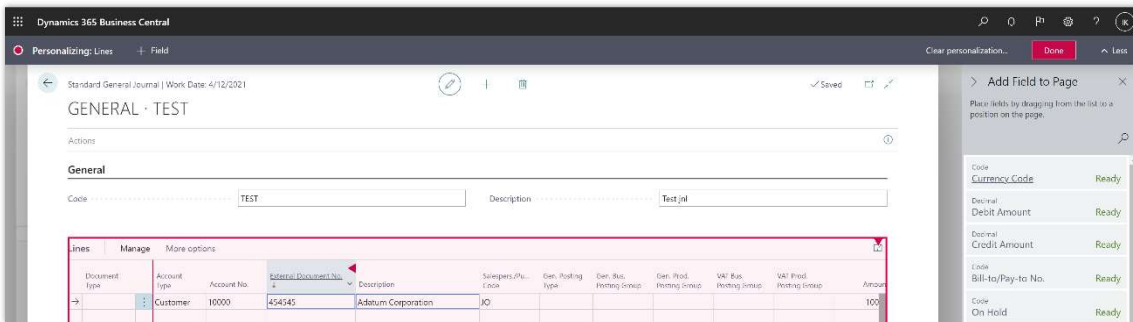 Dynamics 365 Business Central
IK
Personalizing: Lines + Field Clear personalization... Done Less
Standard General Journal | Work Date: 4/12/2021 Saved
GENERAL · TEST
Actions
General
Code TEST Description Test jnl
Lines Manage More options
Document Type Account Type Account No. External Document No. Description Salespers./Pu... Code Gen. Posting Type Gen. Bus. Posting Group Gen. Prod. Posting Group VAT Bus. Posting Group VAT Prod. Posting Group Amoun
Customer 10000 454545 Adatum Corporation JO 100
Add Field to Page
Place fields by dragging from the list to a
position on the page.
Code
Currency Code Ready
Decimal
Debit Amount Ready
Decimal
Credit Amount Ready
Code
Bill-to/Pay-to No. Ready
Code
On Hold Ready